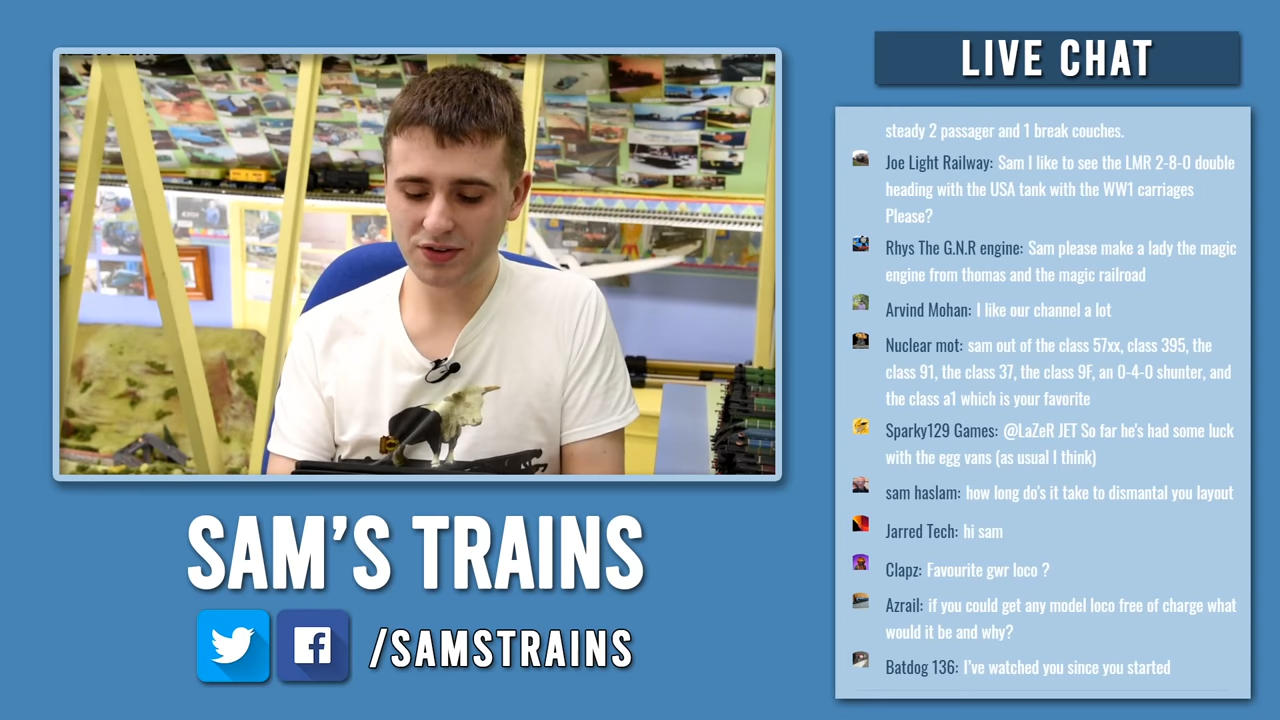 LIVE CHAT
steady 2 passager and 1 break couches.
Joe Light Railway: Sam I like to see the LMR 2-8-0 double
heading with the USA tank with the WW1 carriages
Please?
Rhys The G.N.R engine: Sam please make a lady the magic
engine from thomas and the magic railroad
Arvind Mohan: I like our channel a lot
Nuclear mot: sam out of the class 57xx, class 395, the
class 91, the class 37, the class 9F, an 0-4-0 shunter, and
the class a1 which is your favorite
Sparky129 Games: @LaZeR JET So far he's had some luck
with the egg vans (as usual I think)
sam haslam: how long do's it take to dismantal you layout
Jarred Tech: hi sam
Clapz: Favourite gwr loco ?
Azrail: if you could get any model loco free of charge what
would it be and why?
Batdog 136: I've watched you since you started
SAM'S TRAINS
/SAMSTRAINS